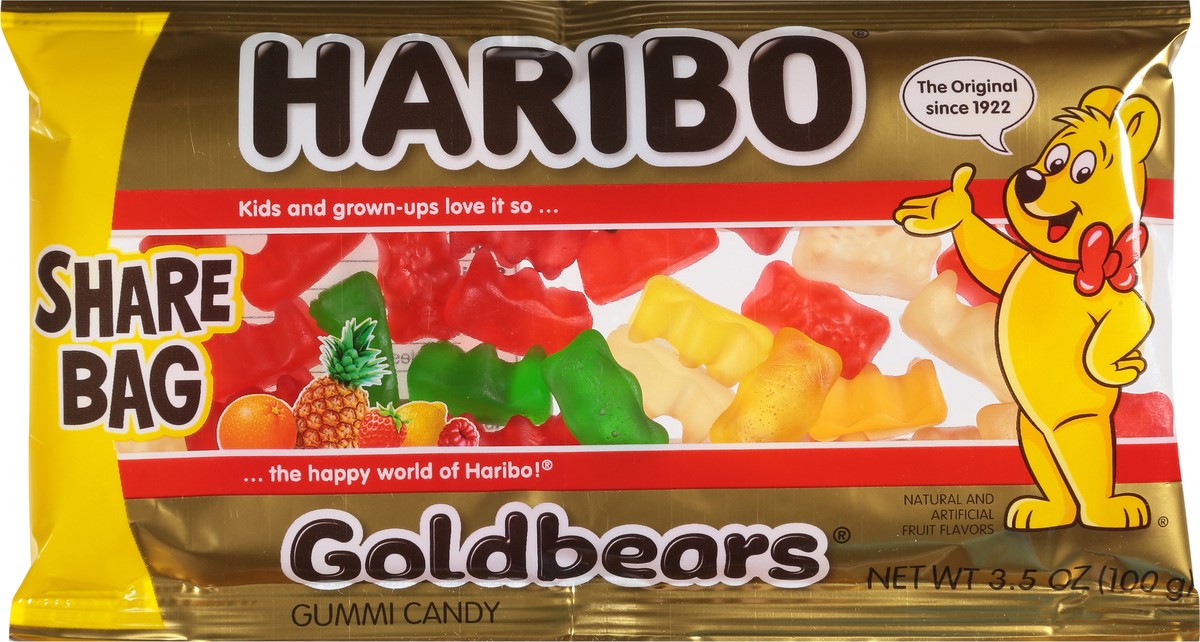 HARIBO®
The Original
since 1922
Kids and grown-ups love it so ...
SHARE
BAG
... the happy world of Haribo!®
NATURAL AND
ARTIFICIAL
FRUIT FLAVORS
®
Goldbears®
NET WT 3.5 OZ (100 g)
GUMMI CANDY